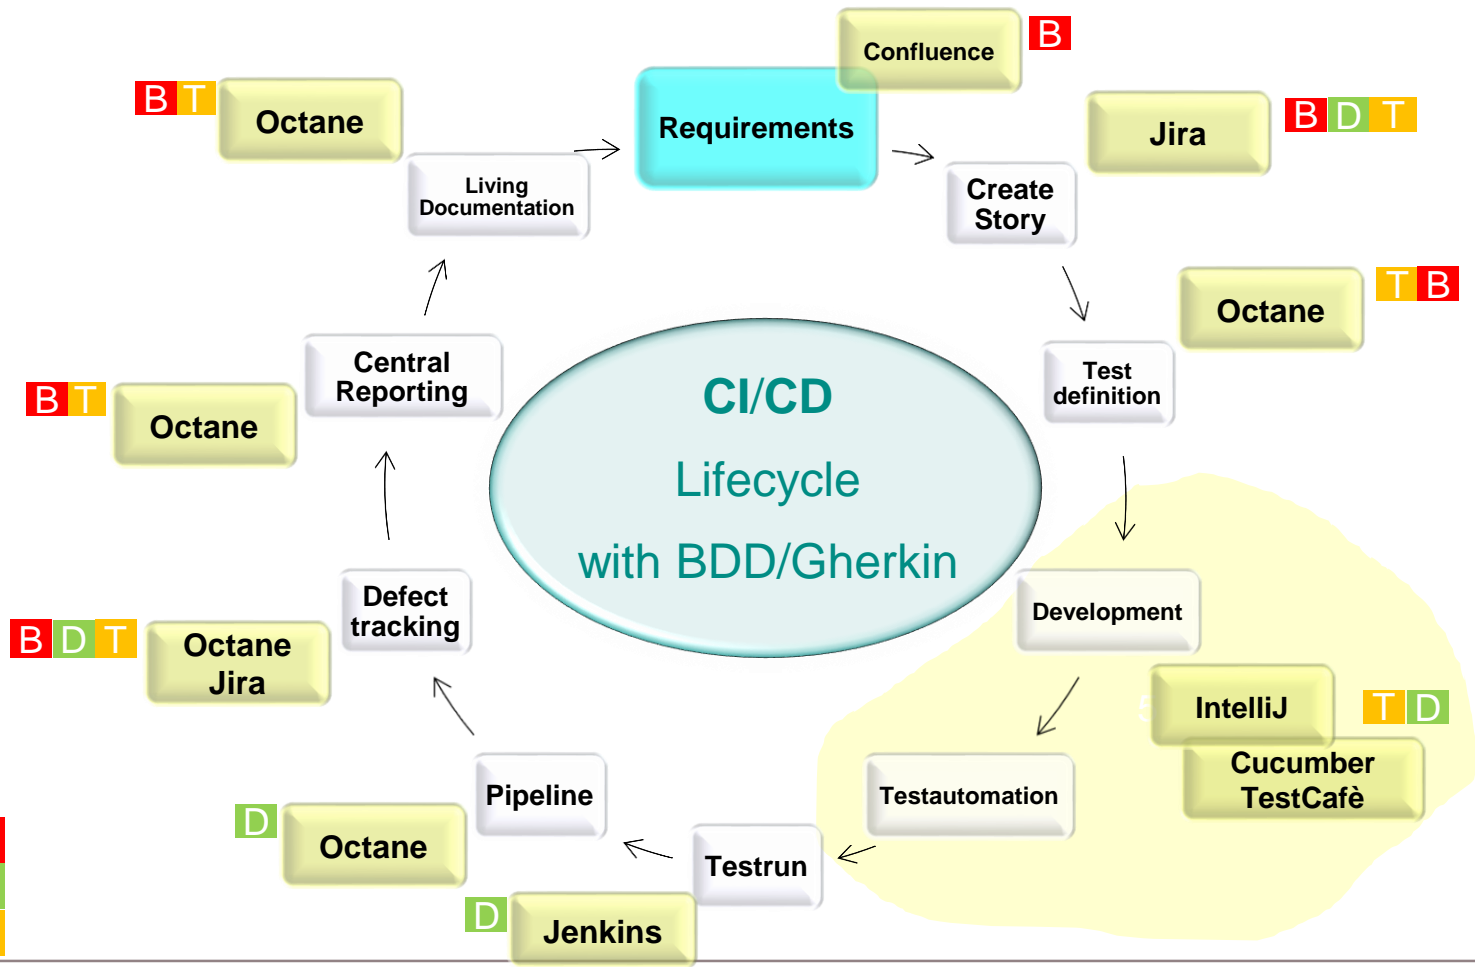 Confluence
B
Requirements
B T
Octane
Jira
B D T
Living
Documentation
Create
Story
Octane
T B
Central
Reporting
B T
Octane
Test
definition
CI/CD
Lifecycle
with BDD/Gherkin
Development
Defect
tracking
B D T
Octane
Jira
IntelliJ
T D
Cucumber
TestCafè
Pipeline
Testautomation
D
Octane
Testrun
D
Jenkins